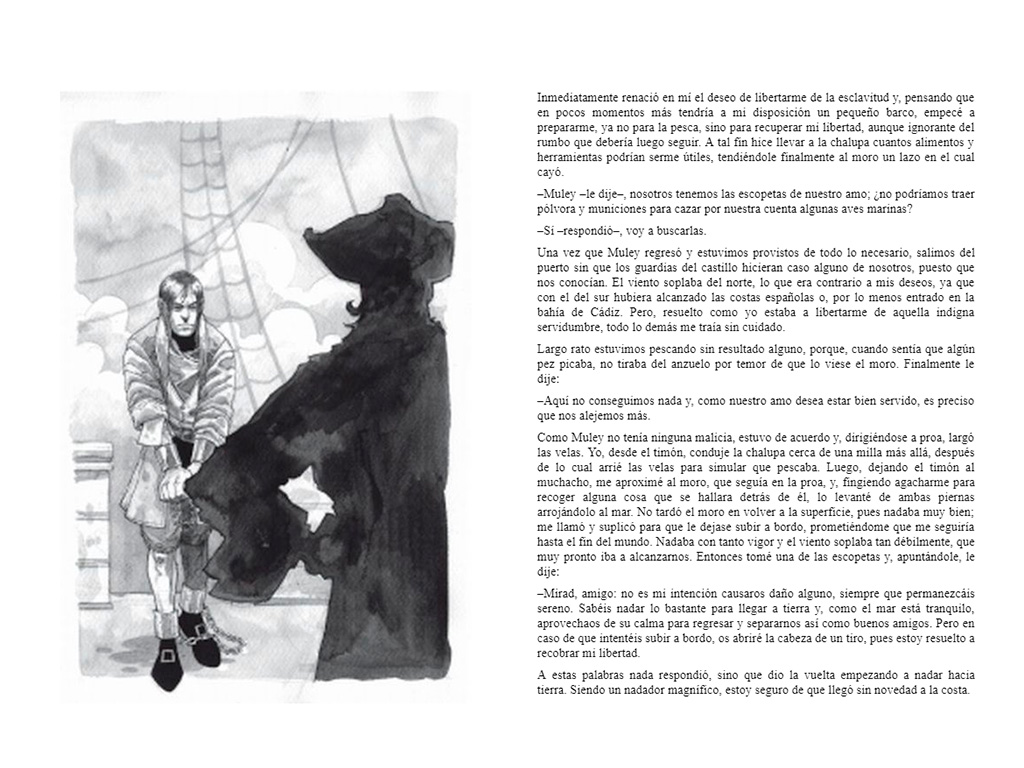 Inmediatamente renació en mí el deseo de libertarme de la esclavitud y, pensando que
en pocos momentos más tendría a mi disposición un pequeño barco, empecé a
prepararme, ya no para la pesca, sino para recuperar mi libertad, aunque ignorante del
rumbo que debería luego seguir. A tal fin hice llevar a la chalupa cuantos alimentos y
herramientas podrían serme útiles, tendiéndole finalmente al moro un lazo en el cual
cayó.
–Muley –le dije–, nosotros tenemos las escopetas de nuestro amo; ¿no podríamos traer
pólvora y municiones para cazar por nuestra cuenta algunas aves marinas?
–Sí –respondió–, voy a buscarlas.
Una vez que Muley regresó y estuvimos provistos de todo lo necesario, salimos del
puerto sin que los guardias del castillo hicieran caso alguno de nosotros, puesto que
nos conocían. El viento soplaba del norte, lo que era contrario a mis deseos, ya que
con el del sur hubiera alcanzado las costas españolas o, por lo menos entrado en la
bahía de Cádiz. Pero, resuelto como yo estaba a libertarme de aquella indigna
servidumbre, todo lo demás me traía sin cuidado.
Largo rato estuvimos pescando sin resultado alguno, porque, cuando sentía que algún
pez picaba, no tiraba del anzuelo por temor de que lo viese el moro. Finalmente le
dije:
–Aquí no conseguimos nada y, como nuestro amo desea estar bien servido, es preciso
que nos alejemos más.
Como Muley no tenía ninguna malicia, estuvo de acuerdo y, dirigiéndose a proa, largó
las velas. Yo, desde el timón, conduje la chalupa cerca de una milla más allá, después
de lo cual arrié las velas para simular que pescaba. Luego, dejando el timón al
muchacho, me aproximé al moro, que seguía en la proa, y, fingiendo agacharme para
recoger alguna cosa que se hallara detrás de él, lo levanté de ambas piernas
arrojándolo al mar. No tardó el moro en volver a la superficie, pues nadaba muy bien;
me llamó y suplicó para que le dejase subir a bordo, prometiéndome que me seguiría
hasta el fin del mundo. Nadaba con tanto vigor y el viento soplaba tan débilmente, que
muy pronto iba a alcanzarnos. Entonces tomé una de las escopetas y, apuntándole, le
dije:
–Mirad, amigo: no es mi intención causaros daño alguno, siempre que permanezcáis
sereno. Sabéis nadar lo bastante para llegar a tierra y, como el mar está tranquilo,
aprovechaos de su calma para regresar y separarnos así como buenos amigos. Pero en
caso de que intentéis subir a bordo, os abriré la cabeza de un tiro, pues estoy resuelto a
recobrar mi libertad.
A estas palabras nada respondió, sino que dio la vuelta empezando a nadar hacia
tierra. Siendo un nadador magnífico, estoy seguro de que llegó sin novedad a la costa.